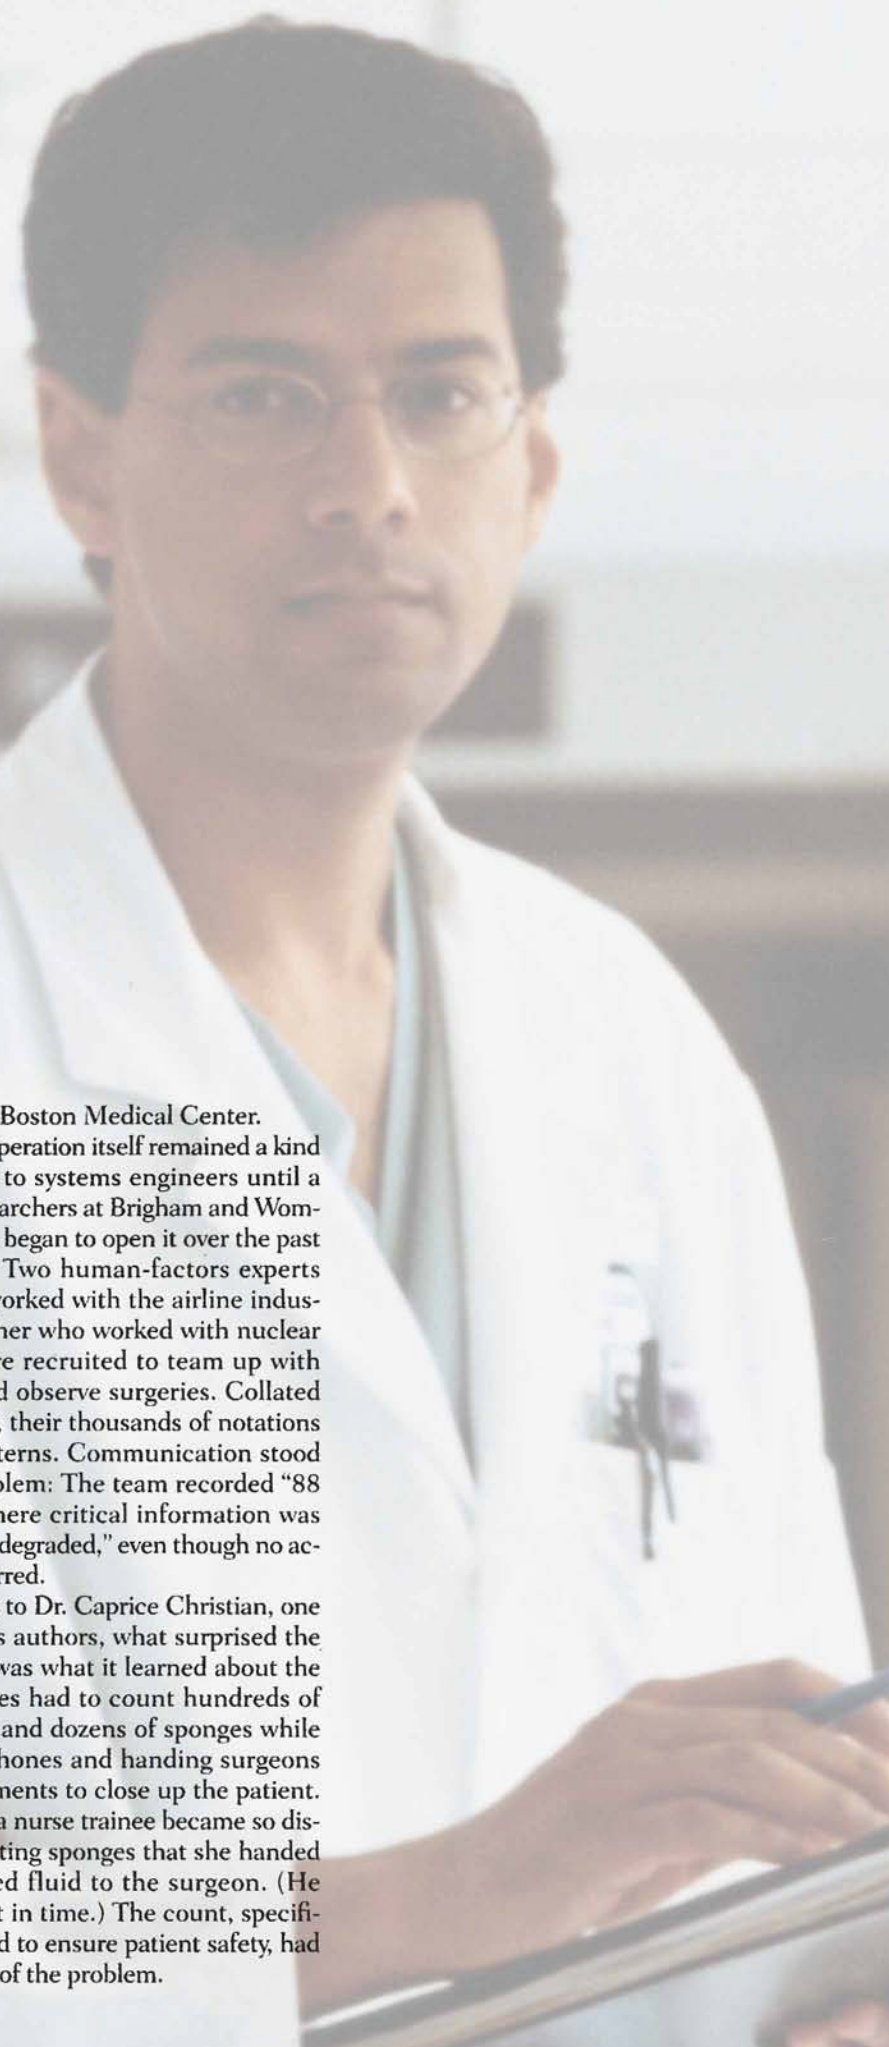 Boston Medical Center.
peration itself remained a kind
to systems engineers until a
archers at Brigham and Wom-
began to open it over the past
Two human-factors experts
vorked with the airline indus-
her who worked with nuclear
e recruited to team up with
d observe surgeries. Collated
, their thousands of notations
terns. Communication stood
olem: The team recorded “88
here critical information was
degraded,” even though no ac-
rred.
to Dr. Caprice Christian, one
s authors, what surprised the
vas what it learned about the
es had to count hundreds of
and dozens of sponges while
hones and handing surgeons
nents to close up the patient.
a nurse trainee became so dis-
ting sponges that she handed
ed fluid to the surgeon. (He
t in time.) The count, specifi-
d to ensure patient safety, had
of the problem.